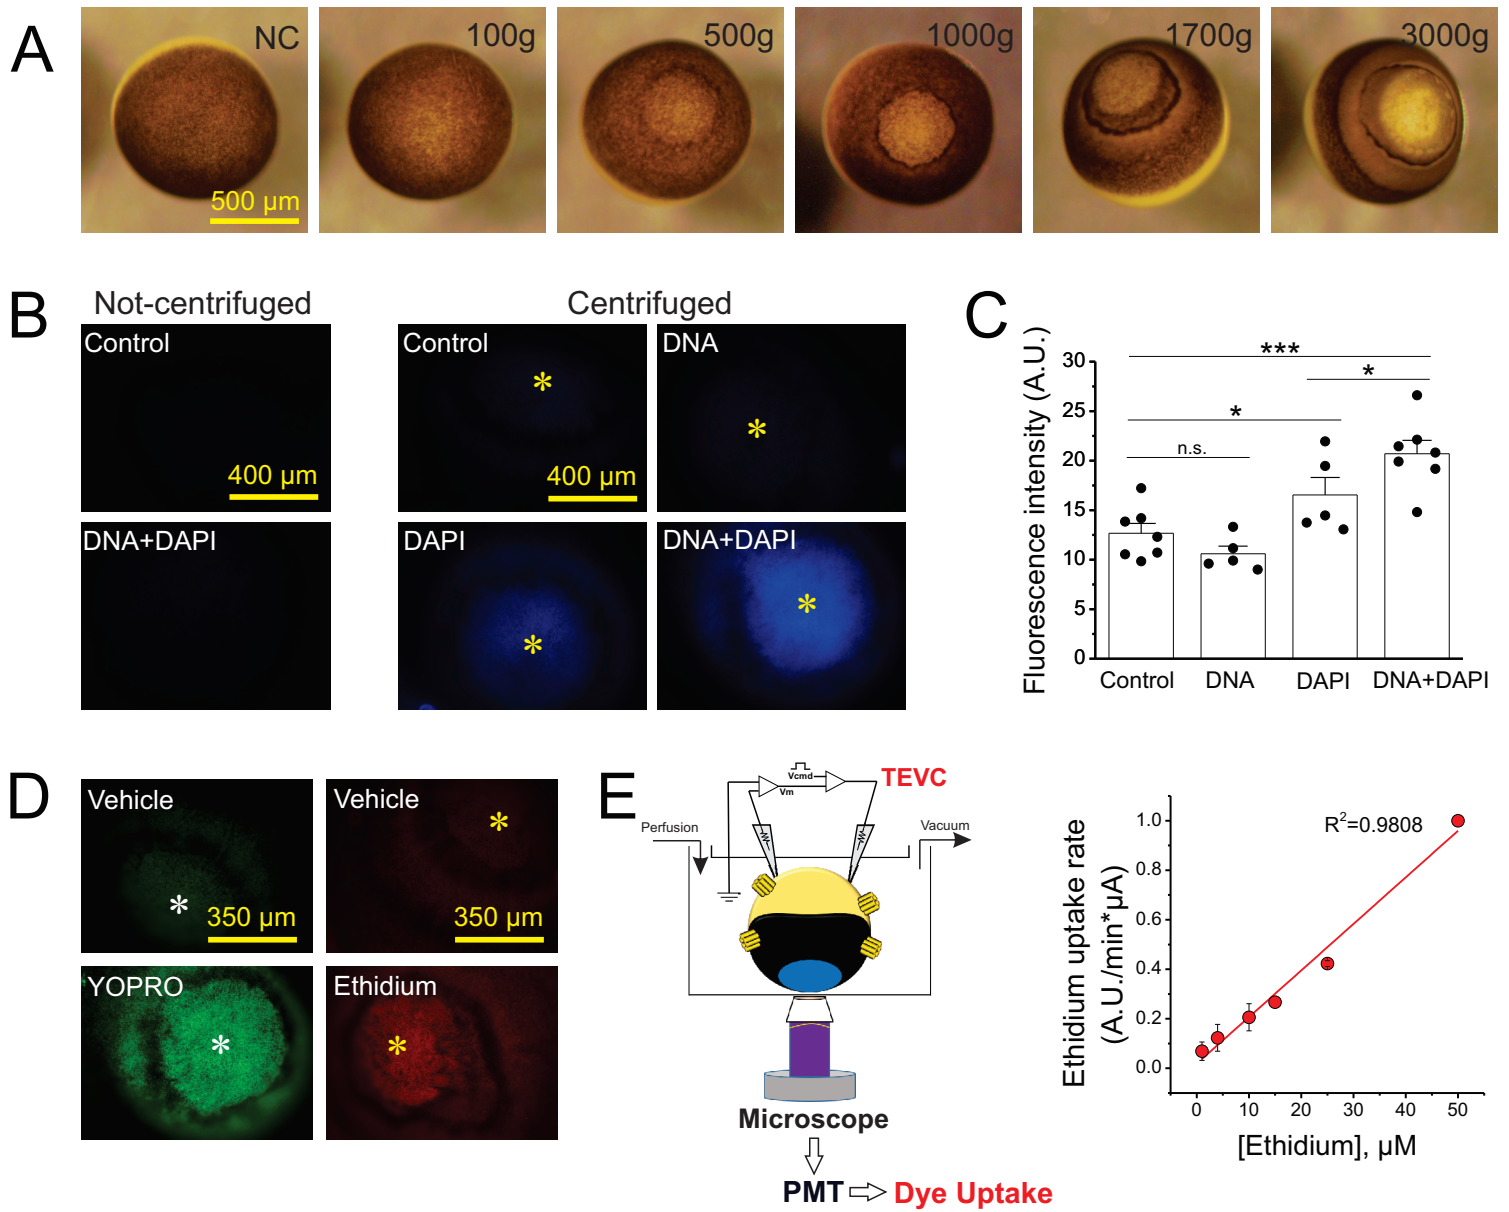 A
NC
100g
500g
1000g
1700g
3000g
500 µm
B
Not-centrifuged
Centrifuged
Control
400 µm
Control
400 µm
DNA
DNA+DAPI
DAPI
DNA+DAPI
C
Fluorescence intensity (A.U.)
30
25
20
15
10
5
0
***
*
*
n.s.
Control
DNA
DAPI
DNA+DAPI
D
Vehicle
350 µm
Vehicle
350 µm
YOPRO
Ethidium
E
TEVC
Vcmd
Vm
Perfusion
Vacuum
Microscope
PMT
Dye Uptake
Ethidium uptake rate
(A.U./min*µA)
1.0
0.8
0.6
0.4
0.2
0.0
R²=0.9808
0
10
20
30
40
50
[Ethidium], µM